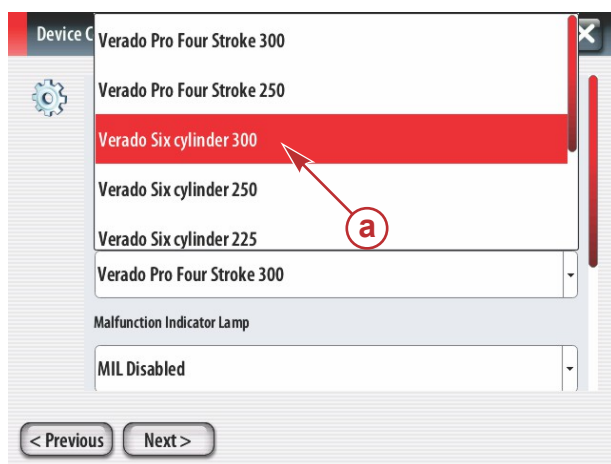 Device C
Verado Pro Four Stroke 300
Verado Pro Four Stroke 250
Verado Six cylinder 300
Verado Six cylinder 250
a
Verado Six cylinder 225
Verado Pro Four Stroke 300
Malfunction Indicator Lamp
MIL Disabled
< Previous Next >